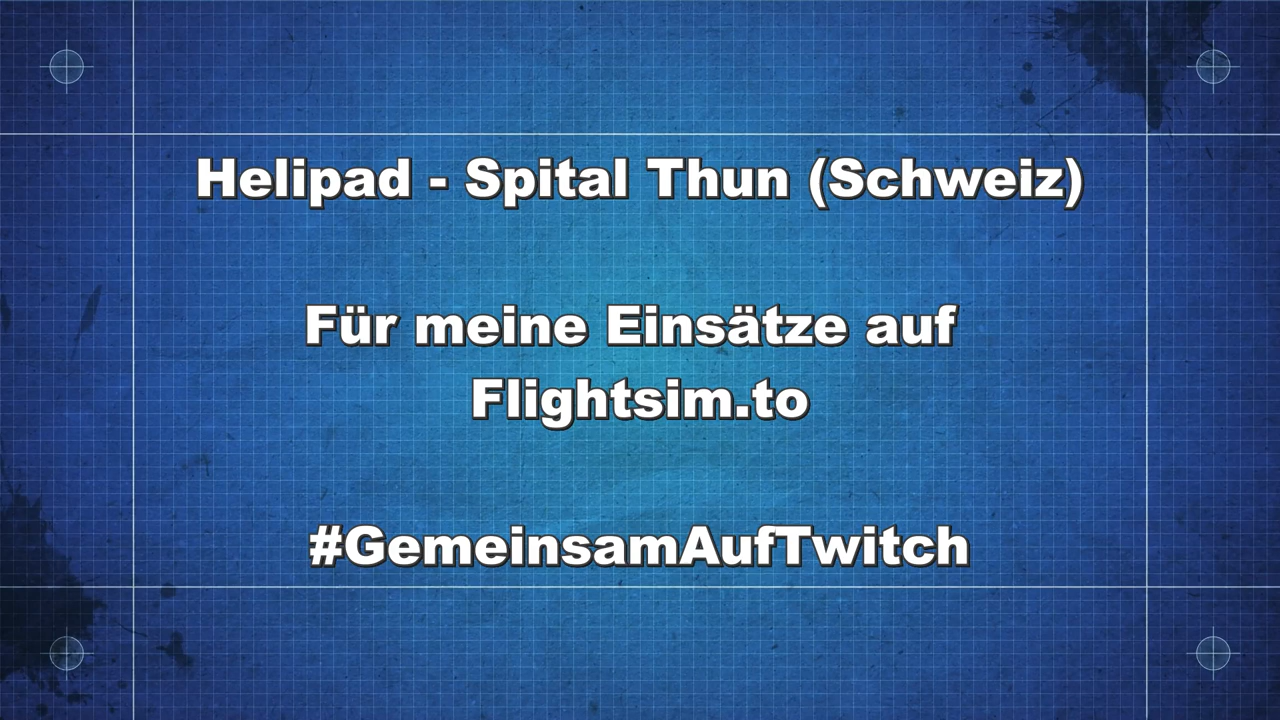 Helipad - Spital Thun (Schweiz)
Für meine Einsätze auf
Flightsim.to
#GemeinsamAufTwitch